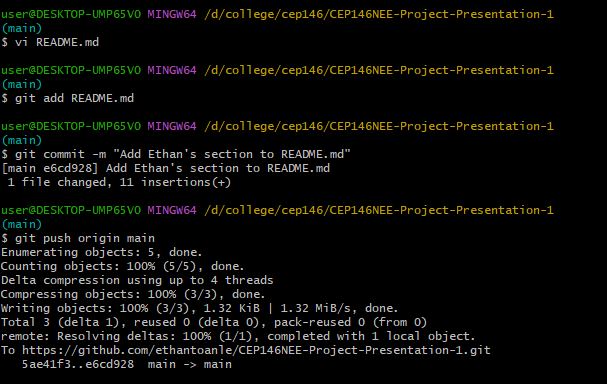 user@DESKTOP-UMP65VO MINGW64 /d/college/cep146/CEP146NEE-Project-Presentation-1
(main)
$ vi README.md
user@DESKTOP-UMP65VO MINGW64 /d/college/cep146/CEP146NEE-Project-Presentation-1
(main)
$ git add README.md
user@DESKTOP-UMP65VO MINGW64 /d/college/cep146/CEP146NEE-Project-Presentation-1
(main)
$ git commit -m "Add Ethan's section to README.md"
[main e6cd928] Add Ethan's section to README.md
 1 file changed, 11 insertions(+)
user@DESKTOP-UMP65VO MINGW64 /d/college/cep146/CEP146NEE-Project-Presentation-1
(main)
$ git push origin main
Enumerating objects: 5, done.
Counting objects: 100% (5/5), done.
Delta compression using up to 4 threads
Compressing objects: 100% (3/3), done.
Writing objects: 100% (3/3), 1.32 KiB | 1.32 MiB/s, done.
Total 3 (delta 1), reused 0 (delta 0), pack-reused 0 (from 0)
remote: Resolving deltas: 100% (1/1), completed with 1 local object.
To https://github.com/ethantoanle/CEP146NEE-Project-Presentation-1.git
   5ae41f3..e6cd928  main -> main